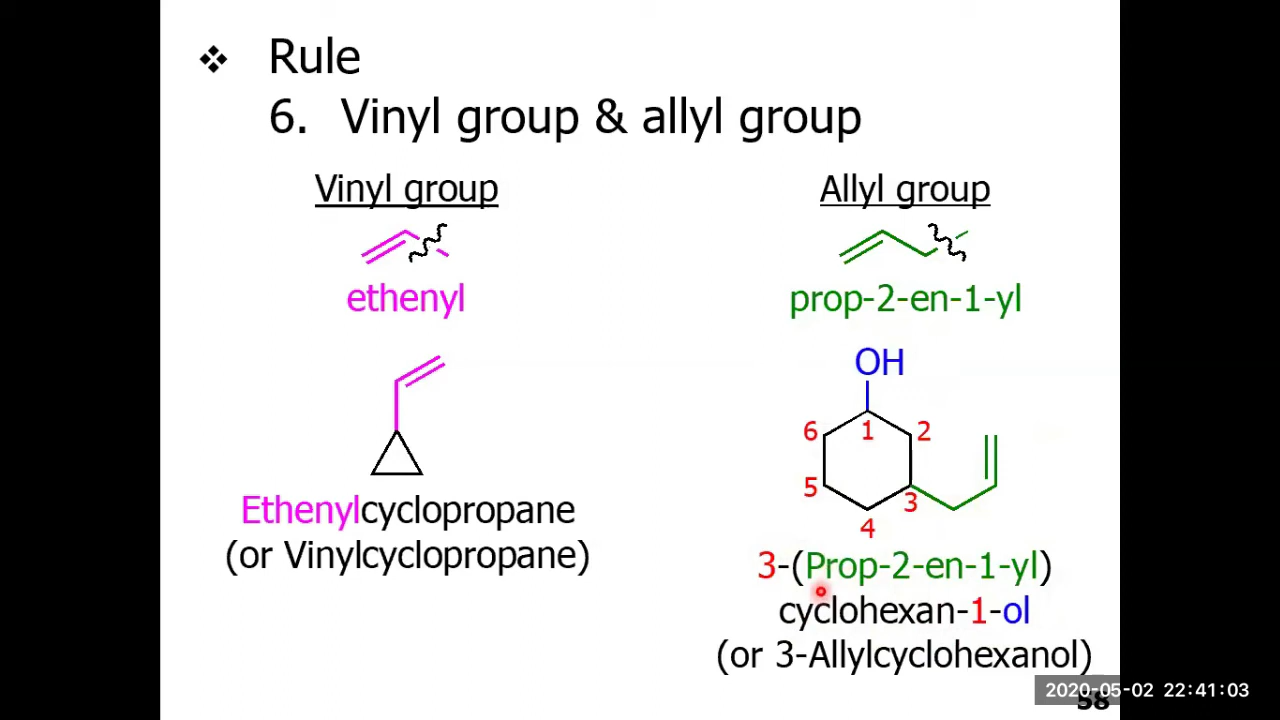 ❖ Rule
6. Vinyl group & allyl group
Vinyl group
ethenyl
Ethenylcyclopropane
(or Vinylcyclopropane)
Allyl group
prop-2-en-1-yl
OH
6 1 2
5 3
4
3-(Prop-2-en-1-yl)
cyclohexan-1-ol
(or 3-Allylcyclohexanol)
2020-05-02 22:41:03
58